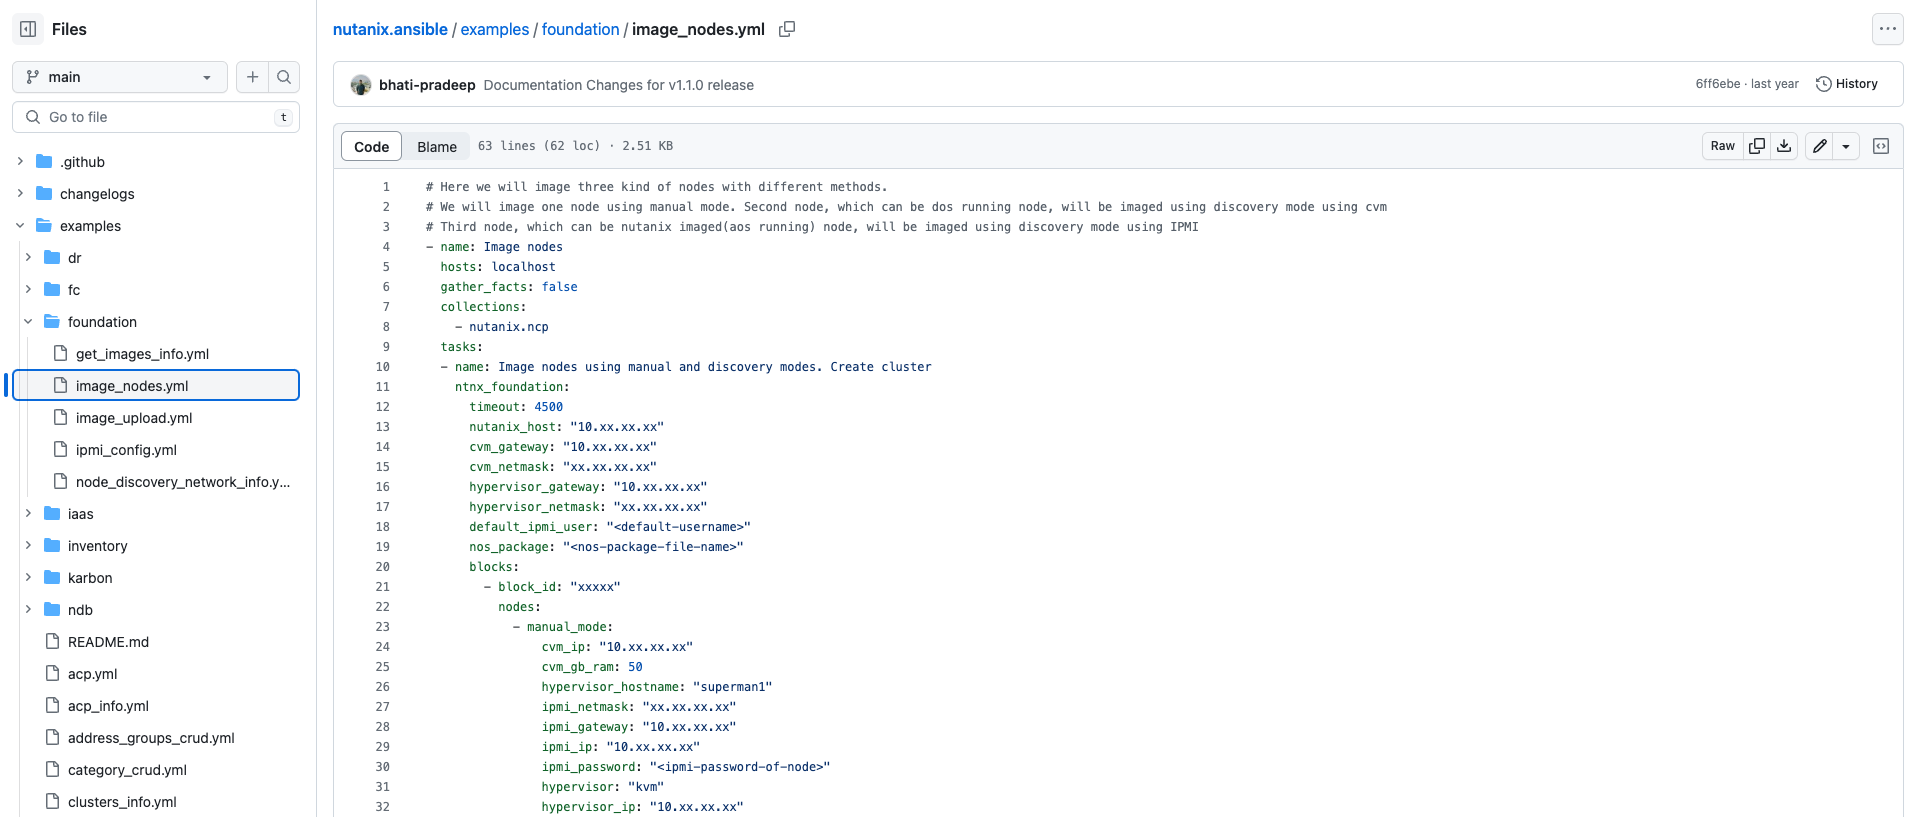 Files
main
Go to file
t
.github
changelogs
examples
dr
fc
foundation
get_images_info.yml
image_nodes.yml
image_upload.yml
ipmi_config.yml
node_discovery_network_info.y...
iaas
inventory
karbon
ndb
README.md
acp.yml
acp_info.yml
address_groups_crud.yml
category_crud.yml
clusters_info.yml
nutanix.ansible / examples / foundation / image_nodes.yml
bhati-pradeep Documentation Changes for v1.1.0 release
6ff6ebe · last year History
Code Blame 63 lines (62 loc) · 2.51 KB Raw
1 # Here we will image three kind of nodes with different methods.
2 # We will image one node using manual mode. Second node, which can be dos running node, will be imaged using discovery mode using cvm
3 # Third node, which can be nutanix imaged(aos running) node, will be imaged using discovery mode using IPMI
4 - name: Image nodes
5   hosts: localhost
6   gather_facts: false
7   collections:
8     - nutanix.ncp
9   tasks:
10   - name: Image nodes using manual and discovery modes. Create cluster
11     ntnx_foundation:
12       timeout: 4500
13       nutanix_host: "10.xx.xx.xx"
14       cvm_gateway: "10.xx.xx.xx"
15       cvm_netmask: "xx.xx.xx.xx"
16       hypervisor_gateway: "10.xx.xx.xx"
17       hypervisor_netmask: "xx.xx.xx.xx"
18       default_ipmi_user: "<default-username>"
19       nos_package: "<nos-package-file-name>"
20       blocks:
21         - block_id: "xxxxx"
22           nodes:
23             - manual_mode:
24                 cvm_ip: "10.xx.xx.xx"
25                 cvm_gb_ram: 50
26                 hypervisor_hostname: "superman1"
27                 ipmi_netmask: "xx.xx.xx.xx"
28                 ipmi_gateway: "10.xx.xx.xx"
29                 ipmi_ip: "10.xx.xx.xx"
30                 ipmi_password: "<ipmi-password-of-node>"
31                 hypervisor: "kvm"
32                 hypervisor_ip: "10.xx.xx.xx"